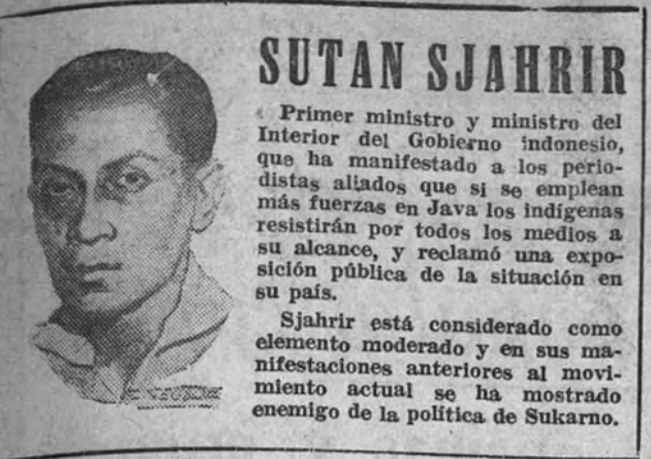 SUTAN SJAHRIR
Primer ministro y ministro del
Interior del Gobierno indonesio,
que ha manifestado a los perio-
distas aliados que si se emplean
más fuerzas en Java los indígenas
resistirán por todos los medios a
su alcance, y reclamó una expo-
sición pública de la situación en
su país.
Sjahrir está considerado como
elemento moderado y en sus ma-
nifestaciones anteriores al movi-
miento actual se ha mostrado
enemigo de la política de Sukarno.